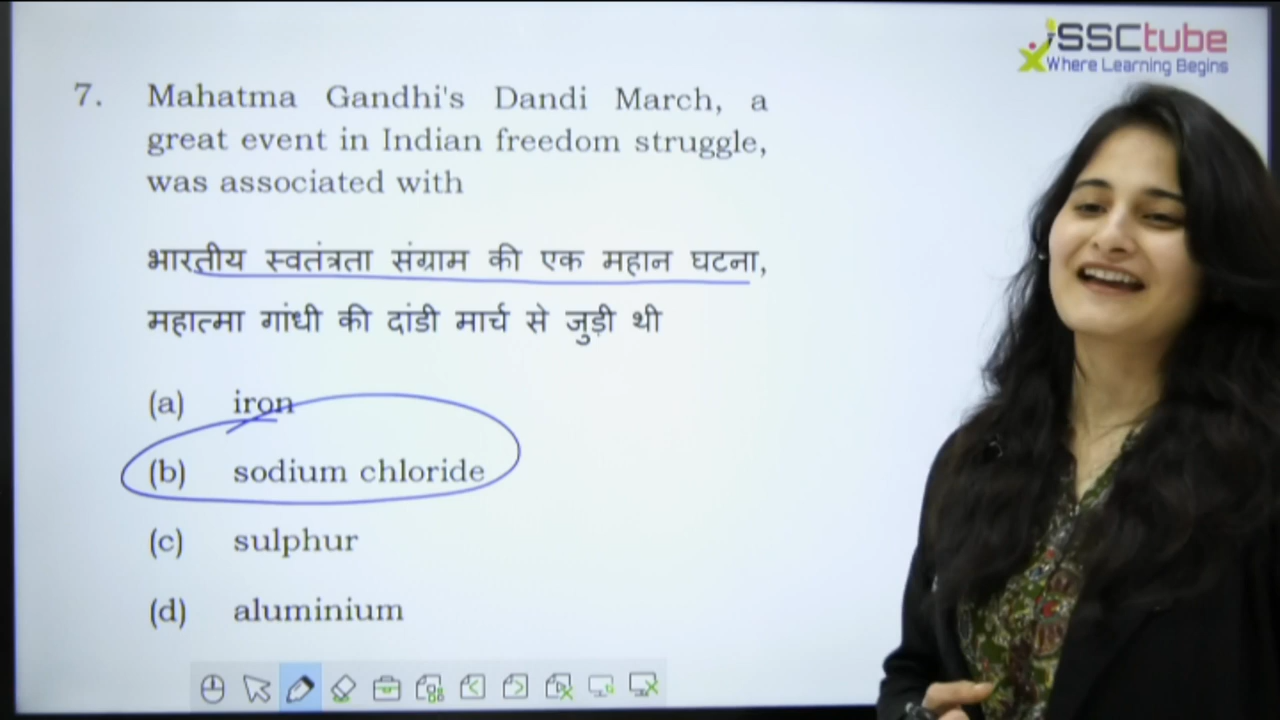 SSCtube
Where Learning Begins
7. Mahatma Gandhi's Dandi March, a
great event in Indian freedom struggle,
was associated with
भारतीय स्वतंत्रता संग्राम की एक महान घटना,
महात्मा गांधी की दांडी मार्च से जुड़ी थी
(a) iron
(b) sodium chloride
(c) sulphur
(d) aluminium